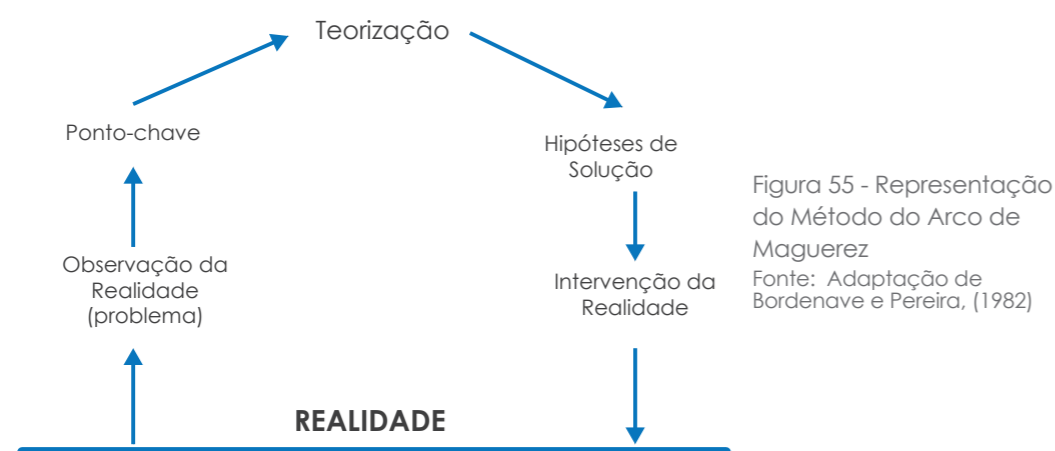 Teorização
Ponto-chave
Hipóteses de
Solução
Observação da
Realidade
(problema)
Intervenção da
Realidade
REALIDADE
Figura 55 - Representação
do Método do Arco de
Maguerez
Fonte: Adaptação de
Bordenave e Pereira, (1982)